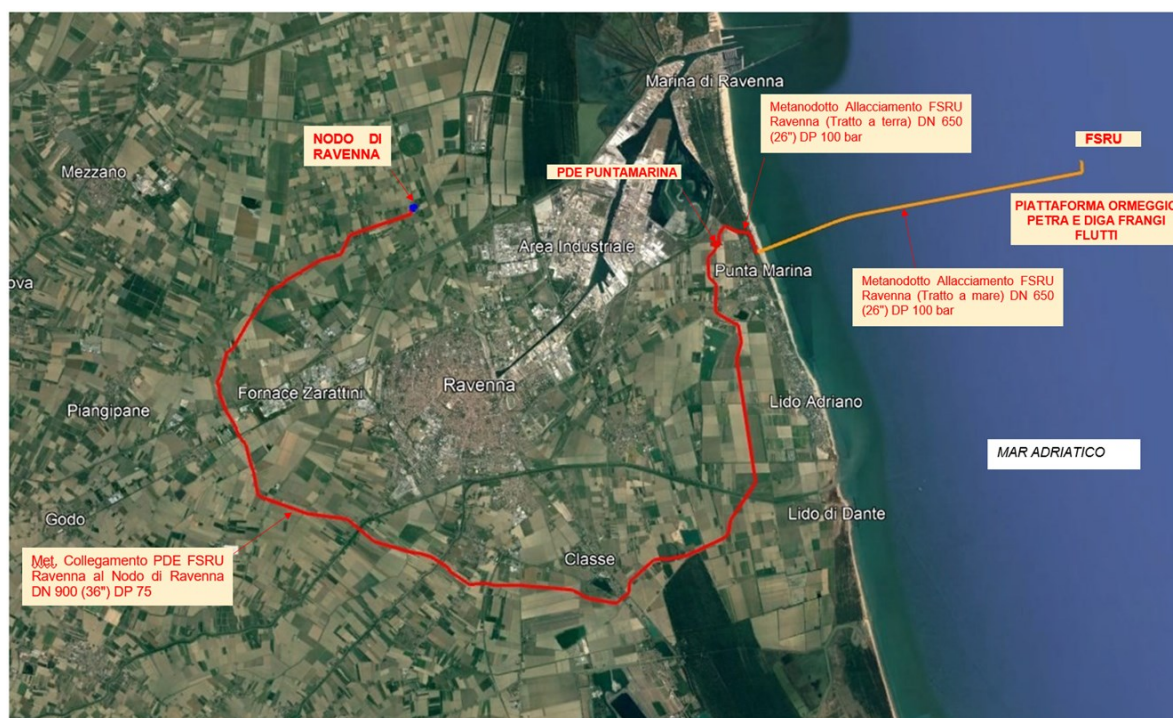 Marina di Ravenna
Metanodotto Allacciamento FSRU
Ravenna (Tratto a terra) DN 650
(26") DP 100 bar
NODO DI
RAVENNA
FSRU
Mezzano
PDE PUNTAMARINA
PIATTAFORMA ORMEGGIO
PETRA E DIGA FRANGI
FLUTTI
Area Industriale
Punta Marina
ova
Metanodotto Allacciamento FSRU
Ravenna (Tratto a mare) DN 650
(26") DP 100 bar
Ravenna
Fornace Zarattini
Piangipane
Lido Adriano
MAR ADRIATICO
Godo
Lido di Dante
Met. Collegamento PDE FSRU
Ravenna al Nodo di Ravenna
DN 900 (36") DP 75
Classe